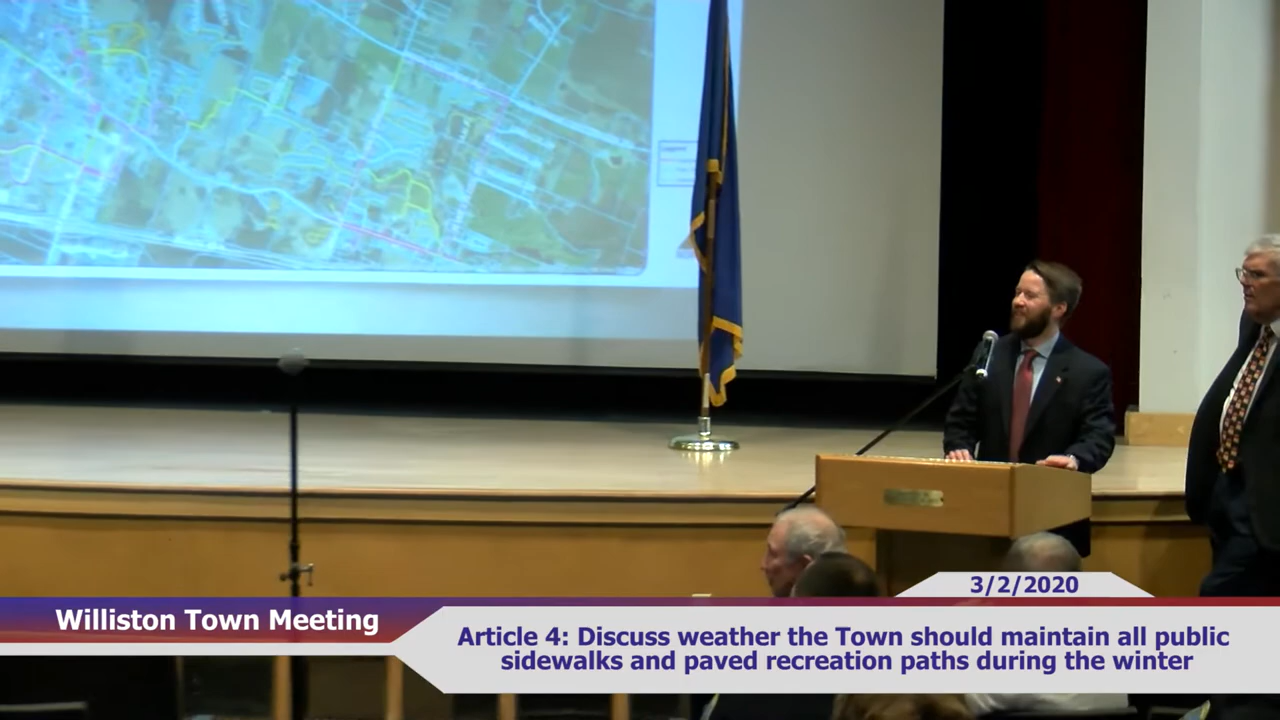 3/2/2020
Williston Town Meeting
Article 4: Discuss weather the Town should maintain all public
sidewalks and paved recreation paths during the winter